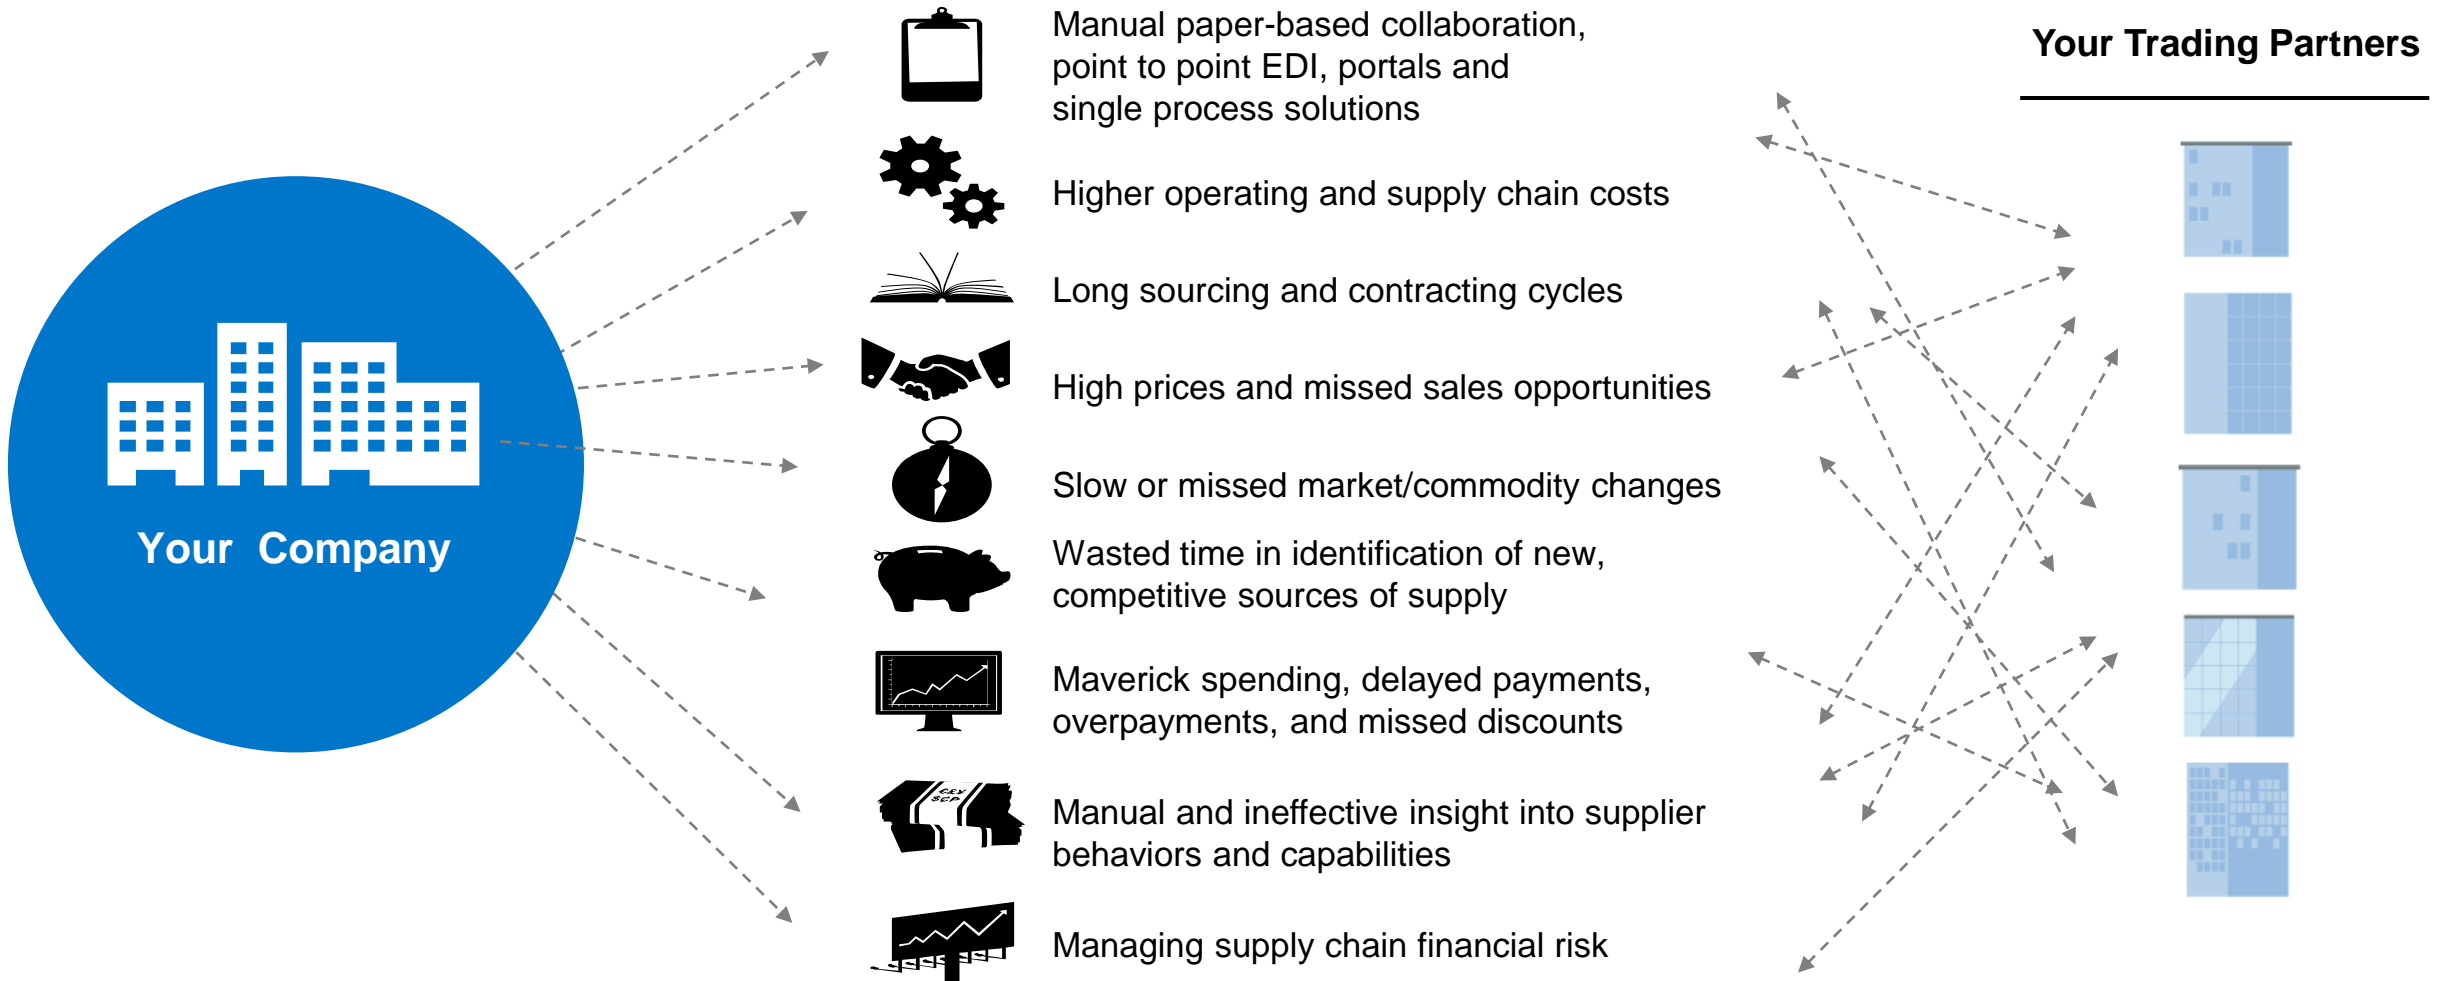 Manual paper-based collaboration,
point to point EDI, portals and
single process solutions
Your Trading Partners
Higher operating and supply chain costs
Long sourcing and contracting cycles
High prices and missed sales opportunities
Slow or missed market/commodity changes
Your Company
Wasted time in identification of new,
competitive sources of supply
Maverick spending, delayed payments,
overpayments, and missed discounts
Manual and ineffective insight into supplier
behaviors and capabilities
Managing supply chain financial risk